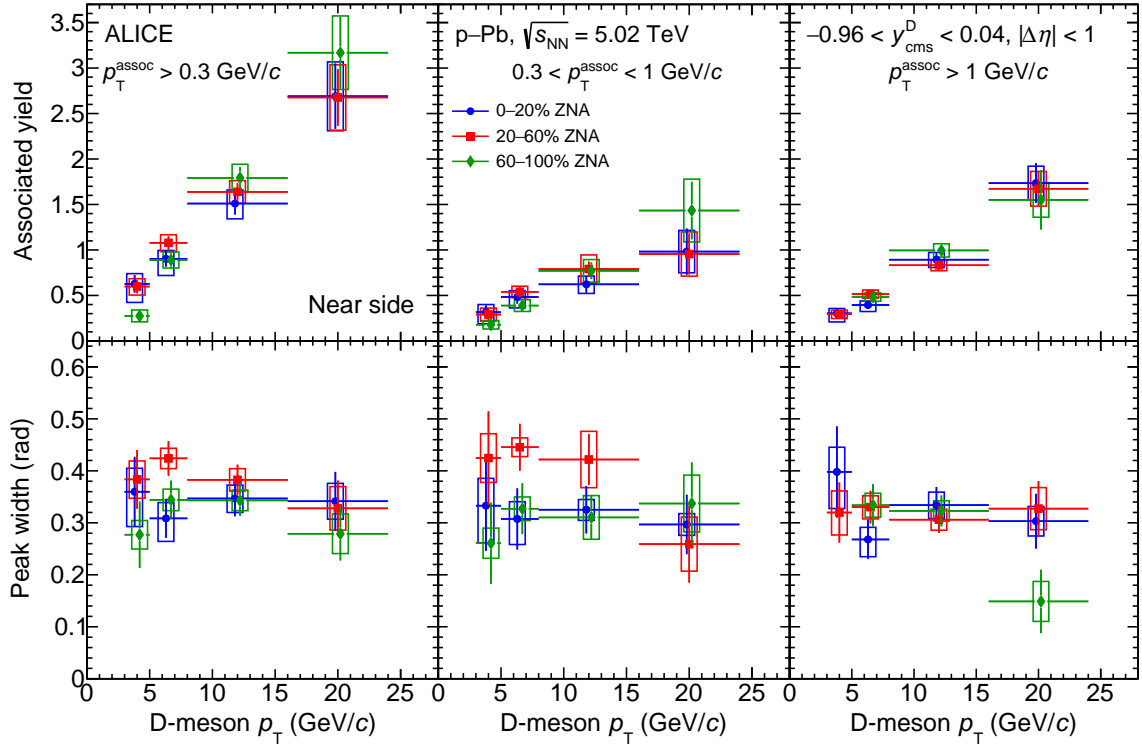 ALICE
p_T^assoc > 0.3 GeV/c
p–Pb, √s_NN = 5.02 TeV
0.3 < p_T^assoc < 1 GeV/c
−0.96 < y_cms^D < 0.04, |Δη| < 1
p_T^assoc > 1 GeV/c
0–20% ZNA
20–60% ZNA
60–100% ZNA
Near side
Associated yield
3.5
3
2.5
2
1.5
1
0.5
0
Peak width (rad)
0.6
0.5
0.4
0.3
0.2
0.1
0
0 5 10 15 20 25
0 5 10 15 20 25
0 5 10 15 20 25
D-meson p_T (GeV/c)
D-meson p_T (GeV/c)
D-meson p_T (GeV/c)